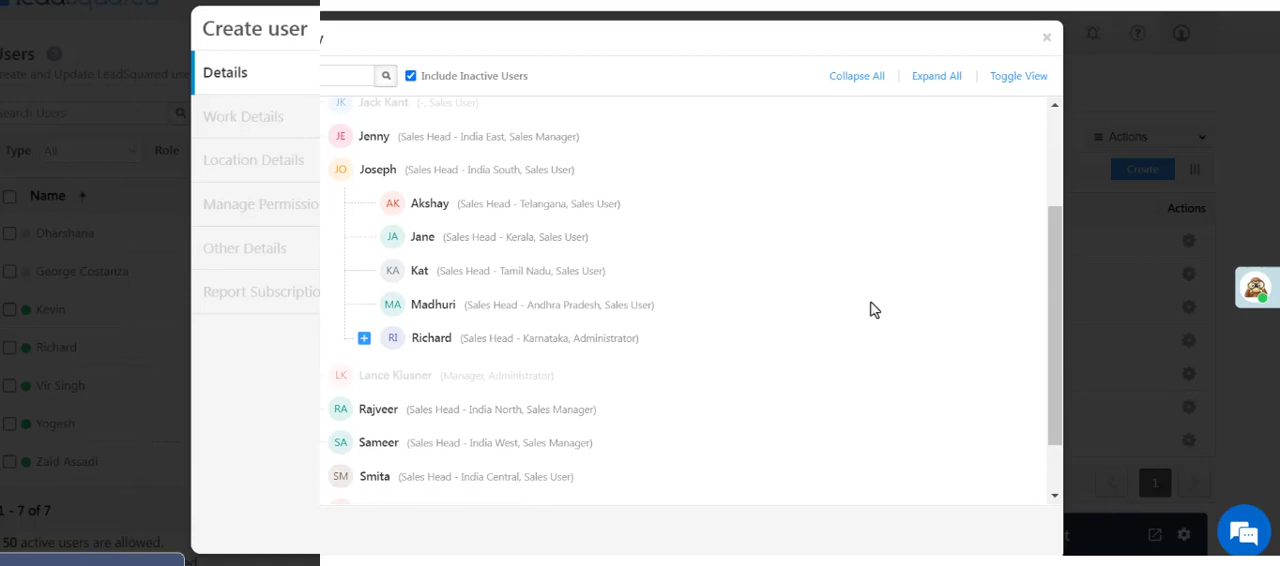 Create user
Users
Create and Update LeadSquared use
Details
Include Inactive Users
Collapse All
Expand All
Toggle View
JK Jack Kant (-, Sales User)
Search Users
Work Details
JE Jenny (Sales Head - India East, Sales Manager)
Actions
Type All
Role
Location Details
JO Joseph (Sales Head - India South, Sales User)
Create
Name
Manage Permissio
AK Akshay (Sales Head - Telangana, Sales User)
Actions
Dharshana
JA Jane (Sales Head - Kerala, Sales User)
Other Details
George Costanza
KA Kat (Sales Head - Tamil Nadu, Sales User)
Report Subscriptio
Kevin
MA Madhuri (Sales Head - Andhra Pradesh, Sales User)
Richard
RI Richard (Sales Head - Karnataka, Administrator)
Vir Singh
LK Lance Klusner (Manager, Administrator)
Yogesh
RA Rajveer (Sales Head - India North, Sales Manager)
SA Sameer (Sales Head - India West, Sales Manager)
Zaid Assadi
SM Smita (Sales Head - India Central, Sales User)
1
1 - 7 of 7
50 active users are allowed.